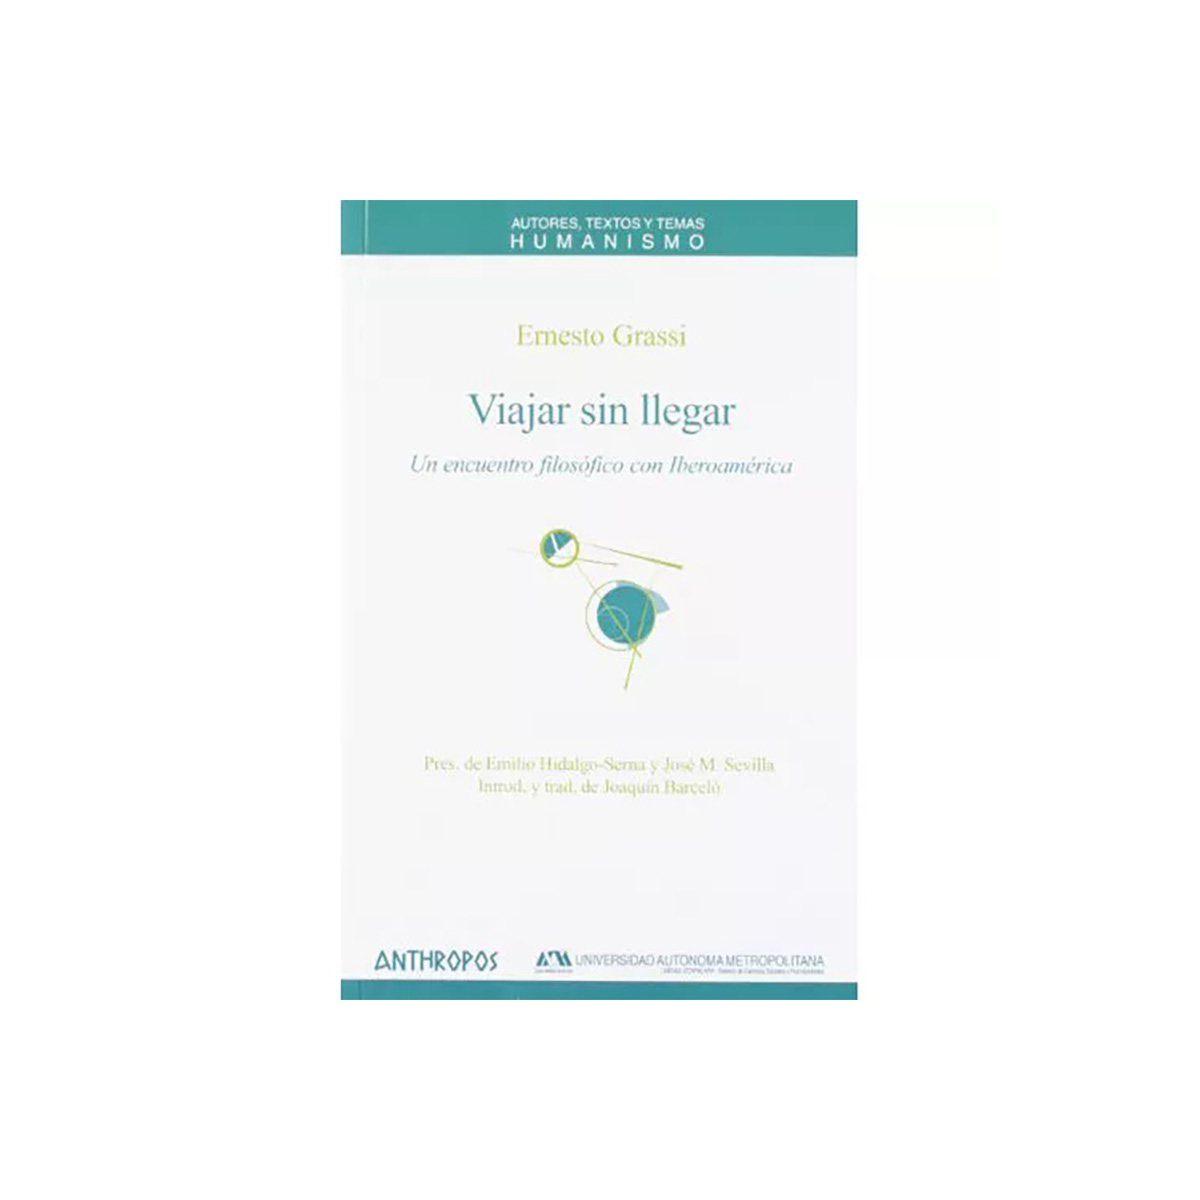 AUTORES, TEXTOS Y TEMAS
HUMANISMO
Ernesto Grassi
Viajar sin llegar
Un encuentro filosófico con Iberoamérica
Pres. de Emilio Hidalgo-Serna y José M. Sevilla
Introd. y trad. de Joaquín Barceló
ANTHROPOS
UNIVERSIDAD AUTONOMA METROPOLITANA